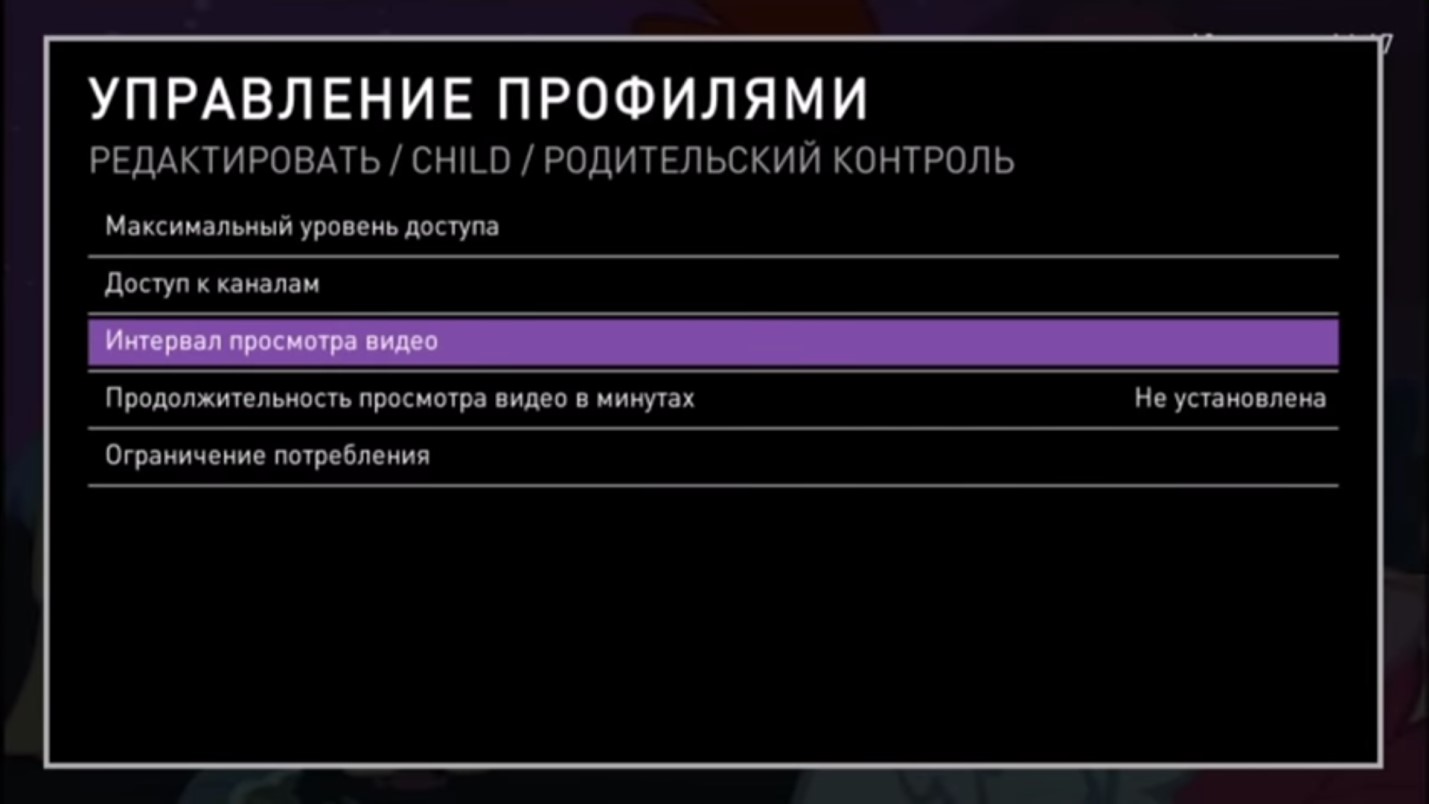 УПРАВЛЕНИЕ ПРОФИЛЯМИ
РЕДАКТИРОВАТЬ / CHILD / РОДИТЕЛЬСКИЙ КОНТРОЛЬ
Максимальный уровень доступа
Доступ к каналам
Интервал просмотра видео
Продолжительность просмотра видео в минутах Не установлена
Ограничение потребления